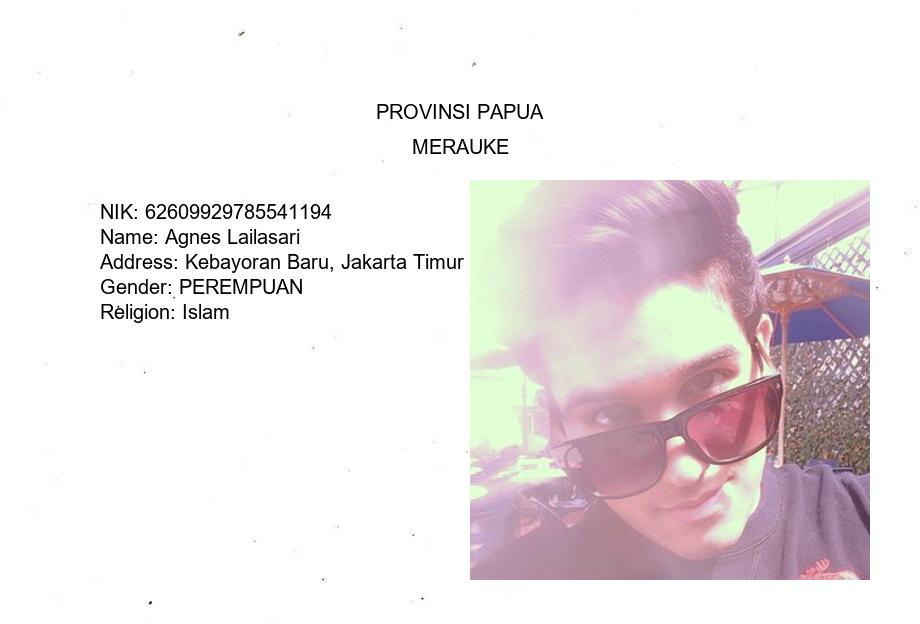 PROVINSI PAPUA
MERAUKE
NIK: 62609929785541194
Name: Agnes Lailasari
Address: Kebayoran Baru, Jakarta Timur
Gender: PEREMPUAN
Religion: Islam